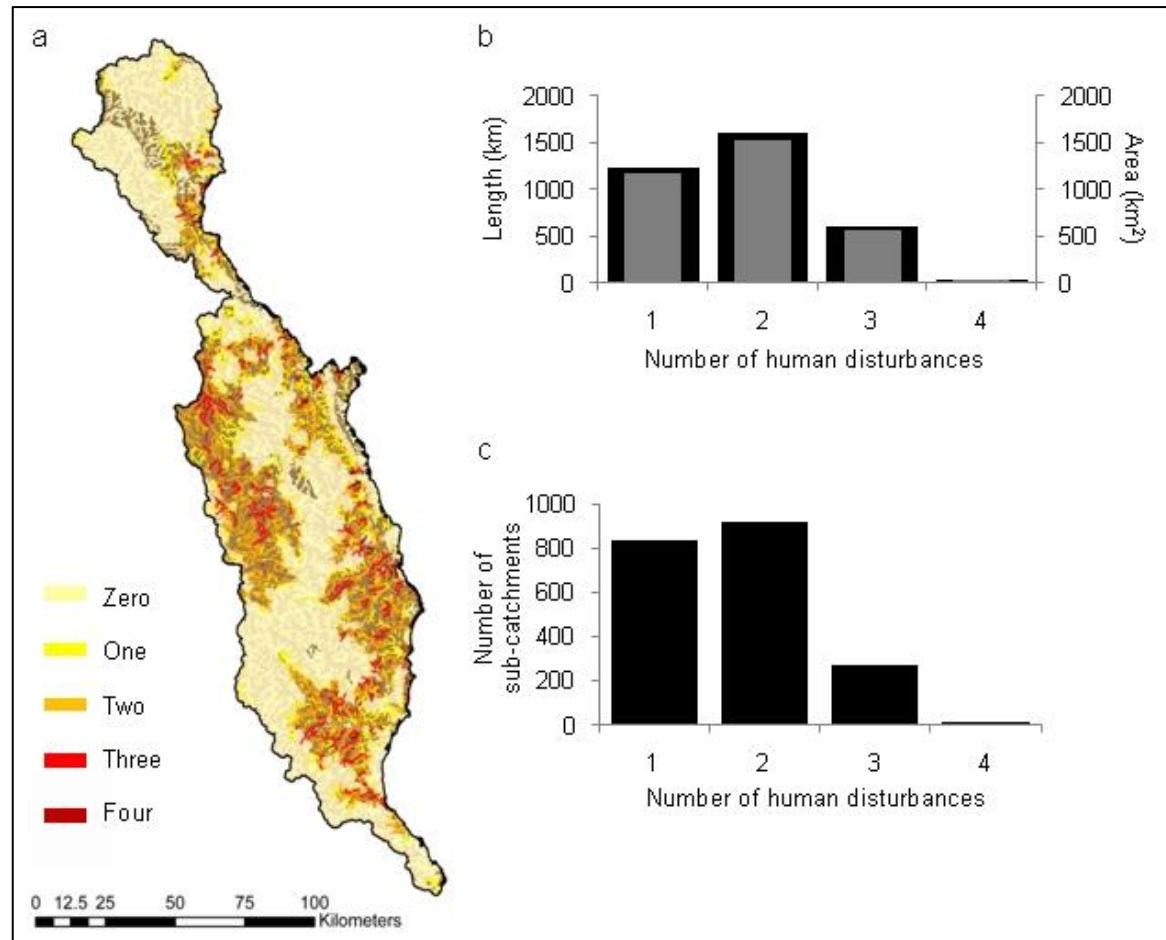 a
Zero
One
Two
Three
Four
0 12.5 25 50 75 100
Kilometers
b
2000
1500
1000
500
0
Length (km)
2000
1500
1000
500
0
Area (km²)
1 2 3 4
Number of human disturbances
c
1000
800
600
400
200
0
Number of
sub-catchments
1 2 3 4
Number of human disturbances